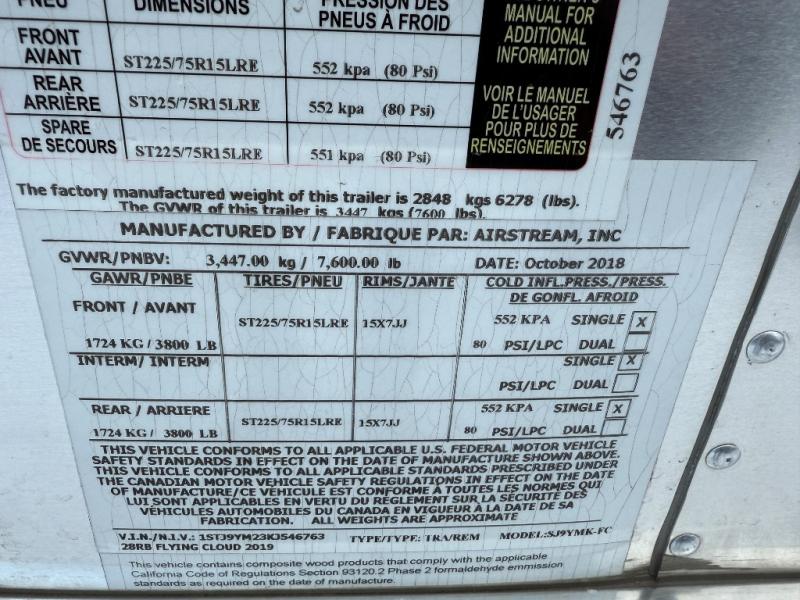 PNEU DIMENSIONS PRESSION DES
PNEUS À FROID
FRONT
AVANT ST225/75R15LRE 552 kpa (80 Psi)
REAR
ARRIÈRE ST225/75R15LRE 552 kpa (80 Psi)
SPARE
DE SECOURS ST225/75R15LRE 551 kpa (80 Psi)
MANUAL FOR
ADDITIONAL
INFORMATION
VOIR LE MANUEL
DE L'USAGER
POUR PLUS DE
RENSEIGNEMENTS
546763
The factory manufactured weight of this trailer is 2848 kgs 6278 (lbs).
The GVWR of this trailer is 3447 kgs (7600 lbs).
MANUFACTURED BY / FABRIQUE PAR: AIRSTREAM, INC
GVWR/PNBV: 3,447.00 kg / 7,600.00 lb DATE: October 2018
GAWR/PNBE TIRES/PNEU RIMS/JANTE COLD INFL.PRESS./PRESS.
DE GONFL. AFROID
FRONT / AVANT ST225/75R15LRE 15X7JJ 552 KPA SINGLE X
1724 KG / 3800 LB 80 PSI/LPC DUAL
INTERM/ INTERM SINGLE X
PSI/LPC DUAL
REAR / ARRIERE ST225/75R15LRE 15X7JJ 552 KPA SINGLE X
1724 KG / 3800 LB 80 PSI/LPC DUAL
THIS VEHICLE CONFORMS TO ALL APPLICABLE U.S. FEDERAL MOTOR VEHICLE
SAFETY STANDARDS IN EFFECT ON THE DATE OF MANUFACTURE SHOWN ABOVE.
THIS VEHICLE CONFORMS TO ALL APPLICABLE STANDARDS PRESCRIBED UNDER
THE CANADIAN MOTOR VEHICLE SAFETY REGULATIONS IN EFFECT ON THE DATE
OF MANUFACTURE/CE VÉHICULE EST CONFORME À TOUTES LES NORMES QUI
LUI SONT APPLICABLES EN VERTU DU RÈGLEMENT SUR LA SÉCURITÉ DES
VÉHICULES AUTOMOBILES DU CANADA EN VIGUEUR À LA DATE DE SA
FABRICATION. ALL WEIGHTS ARE APPROXIMATE
V.I.N./N.I.V.: 1STJ9YM23KJ546763 TYPE/TYPE: TRA/REM MODEL:SJ9YMK-FC
28RB FLYING CLOUD 2019
This vehicle contains composite wood products that comply with the applicable
California Code of Regulations Section 93120.2 Phase 2 formaldehyde emmission
standards as required on the date of manufacture.